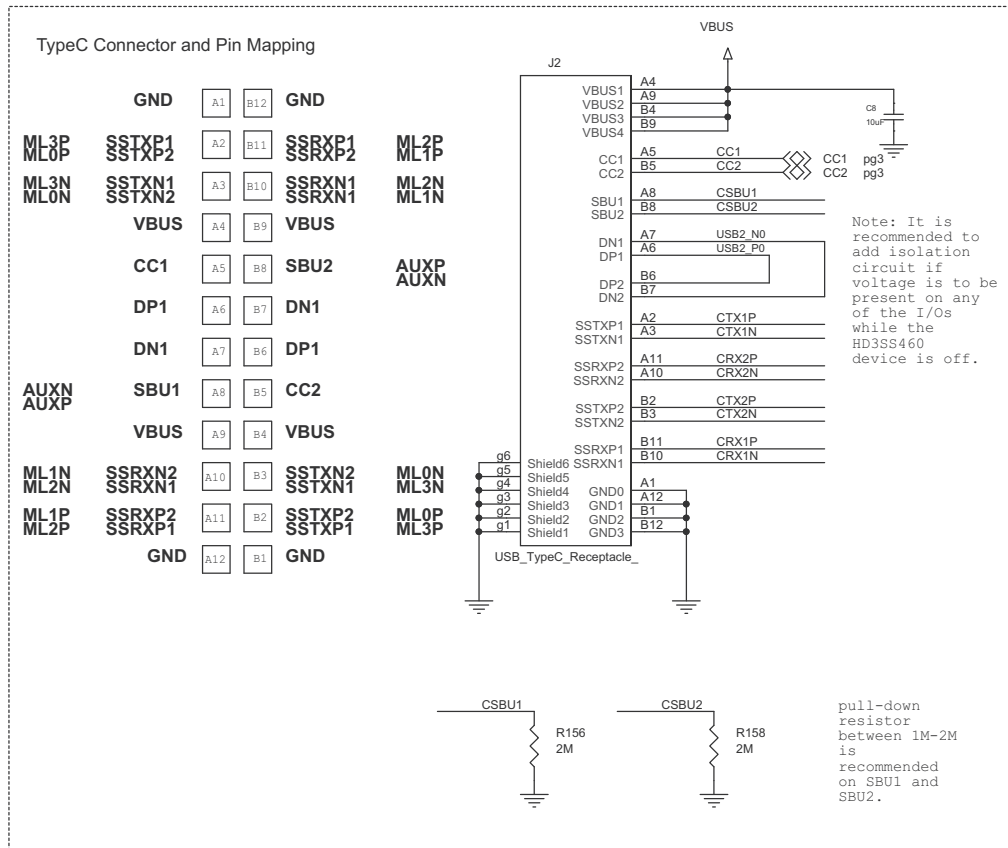 TypeC Connector and Pin Mapping
GND A1 B12 GND
ML3P SSTXP1 A2 B11 SSRXP1 ML2P
ML0P SSTXP2 SSRXP2 ML1P
ML3N SSTXN1 A3 B10 SSRXN1 ML2N
ML0N SSTXN2 SSRXN1 ML1N
VBUS A4 B9 VBUS
CC1 A5 B8 SBU2 AUXP
AUXN
DP1 A6 B7 DN1
DN1 A7 B6 DP1
AUXN SBU1 A8 B5 CC2
AUXP
VBUS A9 B4 VBUS
ML1N SSRXN2 A10 B3 SSTXN2 ML0N
ML2N SSRXN1 SSTXN1 ML3N
ML1P SSRXP2 A11 B2 SSTXP2 ML0P
ML2P SSRXP1 SSTXP1 ML3P
GND A12 B1 GND
VBUS
J2
VBUS1 A4
VBUS2 A9
VBUS3 B4
VBUS4 B9
C8
10uF
CC1 A5 CC1 CC1 pg3
CC2 B5 CC2 CC2 pg3
SBU1 A8 CSBU1
SBU2 B8 CSBU2
DN1 A7 USB2_N0
DP1 A6 USB2_P0
DP2 B6
DN2 B7
SSTXP1 A2 CTX1P
SSTXN1 A3 CTX1N
SSRXP2 A11 CRX2P
SSRXN2 A10 CRX2N
SSTXP2 B2 CTX2P
SSTXN2 B3 CTX2N
SSRXP1 B11 CRX1P
g6 Shield6 SSRXN1 B10 CRX1N
g5 Shield5
g4 Shield4 GND0 A1
g3 Shield3 GND1 A12
g2 Shield2 GND2 B1
g1 Shield1 GND3 B12
USB_TypeC_Receptacle_
Note: It is
recommended to
add isolation
circuit if
voltage is to be
present on any
of the I/Os
while the
HD3SS460
device is off.
CSBU1
R156
2M
CSBU2
R158
2M
pull-down
resistor
between 1M-2M
is
recommended
on SBU1 and
SBU2.